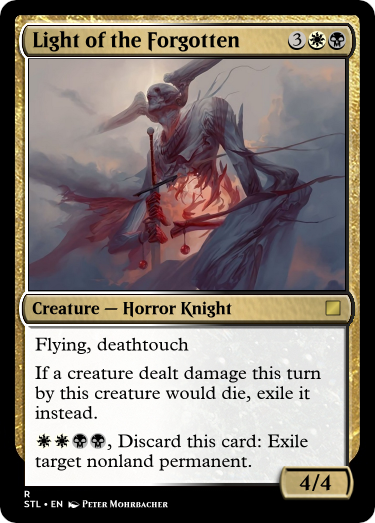 Light of the Forgotten 3
Creature — Horror Knight
Flying, deathtouch
If a creature dealt damage this turn
by this creature would die, exile it
instead.
, Discard this card: Exile
target nonland permanent.
4/4
R
STL • EN Peter Mohrbacher